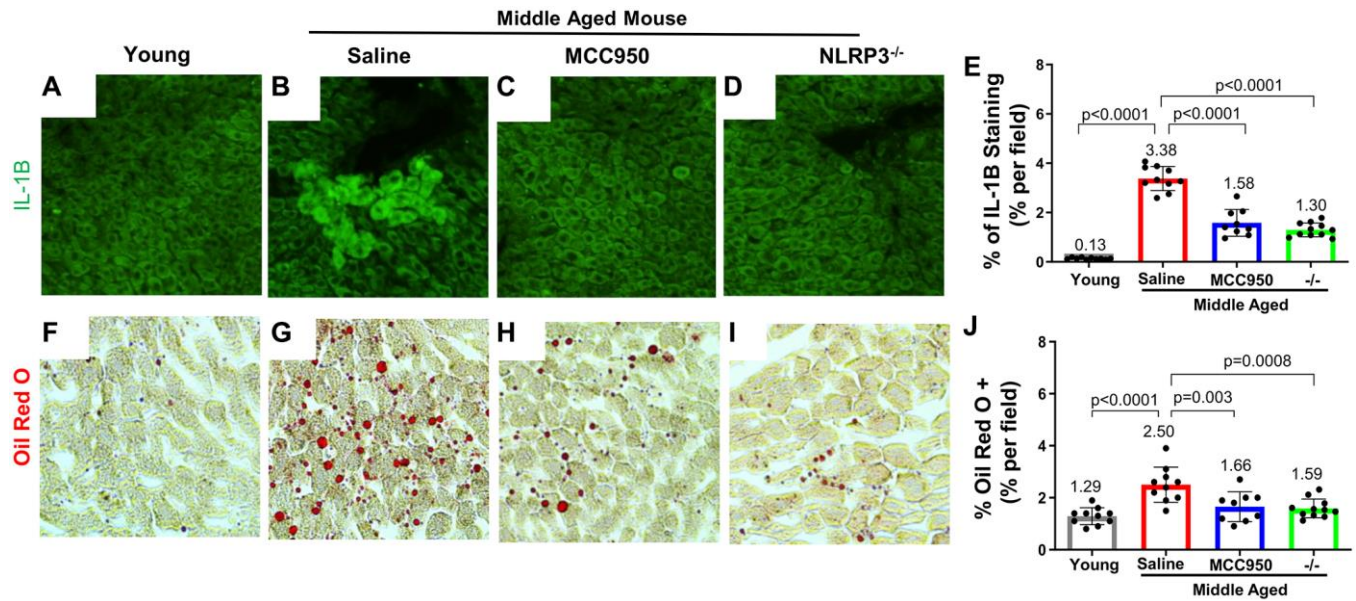 Middle Aged Mouse
Young
Saline
MCC950
NLRP3-/-
A
B
C
D
IL-1B
E
% of IL-1B Staining
(% per field)
8
6
4
2
0
p<0.0001
p<0.0001
p<0.0001
0.13
3.38
1.58
1.30
Young
Saline
MCC950
-/-
Middle Aged
F
G
H
I
Oil Red O
J
% Oil Red O +
(% per field)
8
6
4
2
0
p=0.0008
p<0.0001
p=0.003
1.29
2.50
1.66
1.59
Young
Saline
MCC950
-/-
Middle Aged